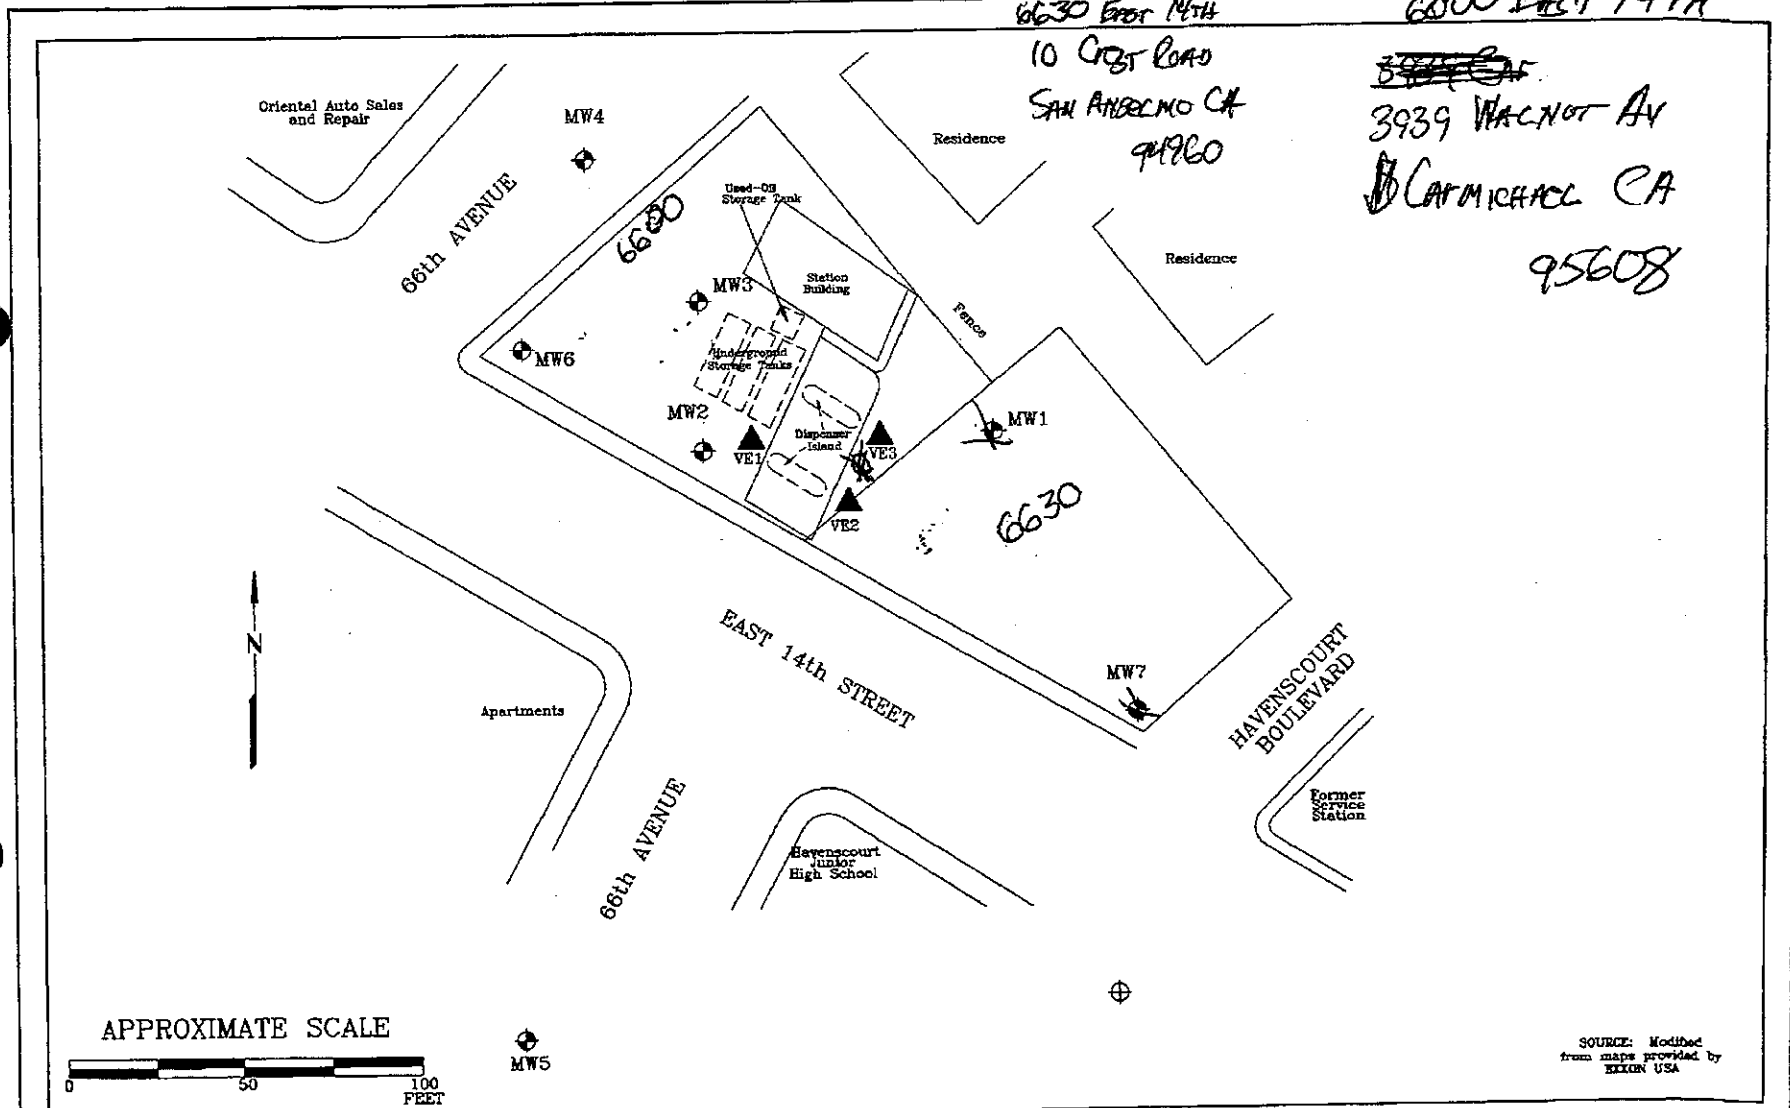 6630 EAST 14TH
10 CREST ROAD
SAN ANSELMO CA
94960
EAST 14TH
3939 WALNUT AV
CARMICHAEL CA
95608
Oriental Auto Sales
and Repair
MW4
66th AVENUE
6600
Used-Oil
Storage Tank
Residence
Residence
Station
Building
MW3
Fence
MW6
Underground
Storage Tanks
MW2
MW1
Dispenser
Island
VE1
VE3
VE2
6630
N
EAST 14th STREET
MW7
HAVENSCOURT
BOULEVARD
Apartments
66th AVENUE
Former
Service
Station
Havenscourt
Junior
High School
APPROXIMATE SCALE
0 50 100
FEET
MW5
SOURCE: Modified
from maps provided by
EXXON USA